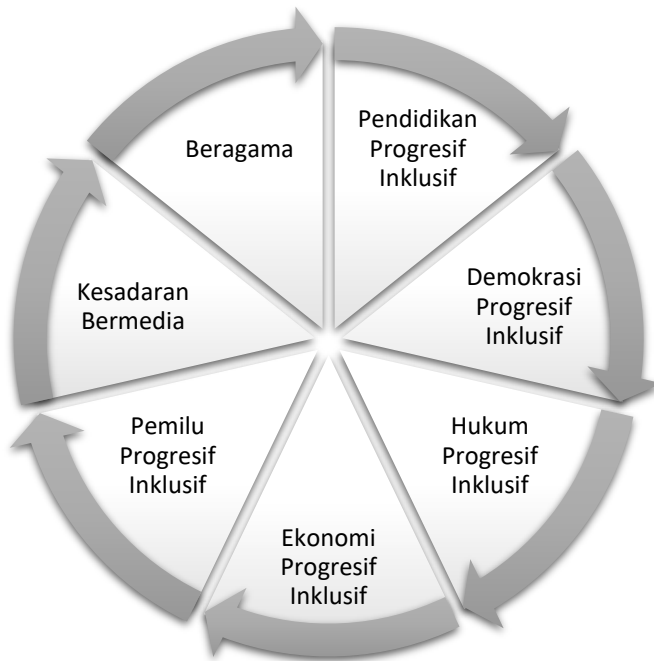 Beragama
Pendidikan
Progresif
Inklusif
Demokrasi
Progresif
Inklusif
Hukum
Progresif
Inklusif
Ekonomi
Progresif
Inklusif
Pemilu
Progresif
Inklusif
Kesadaran
Bermedia